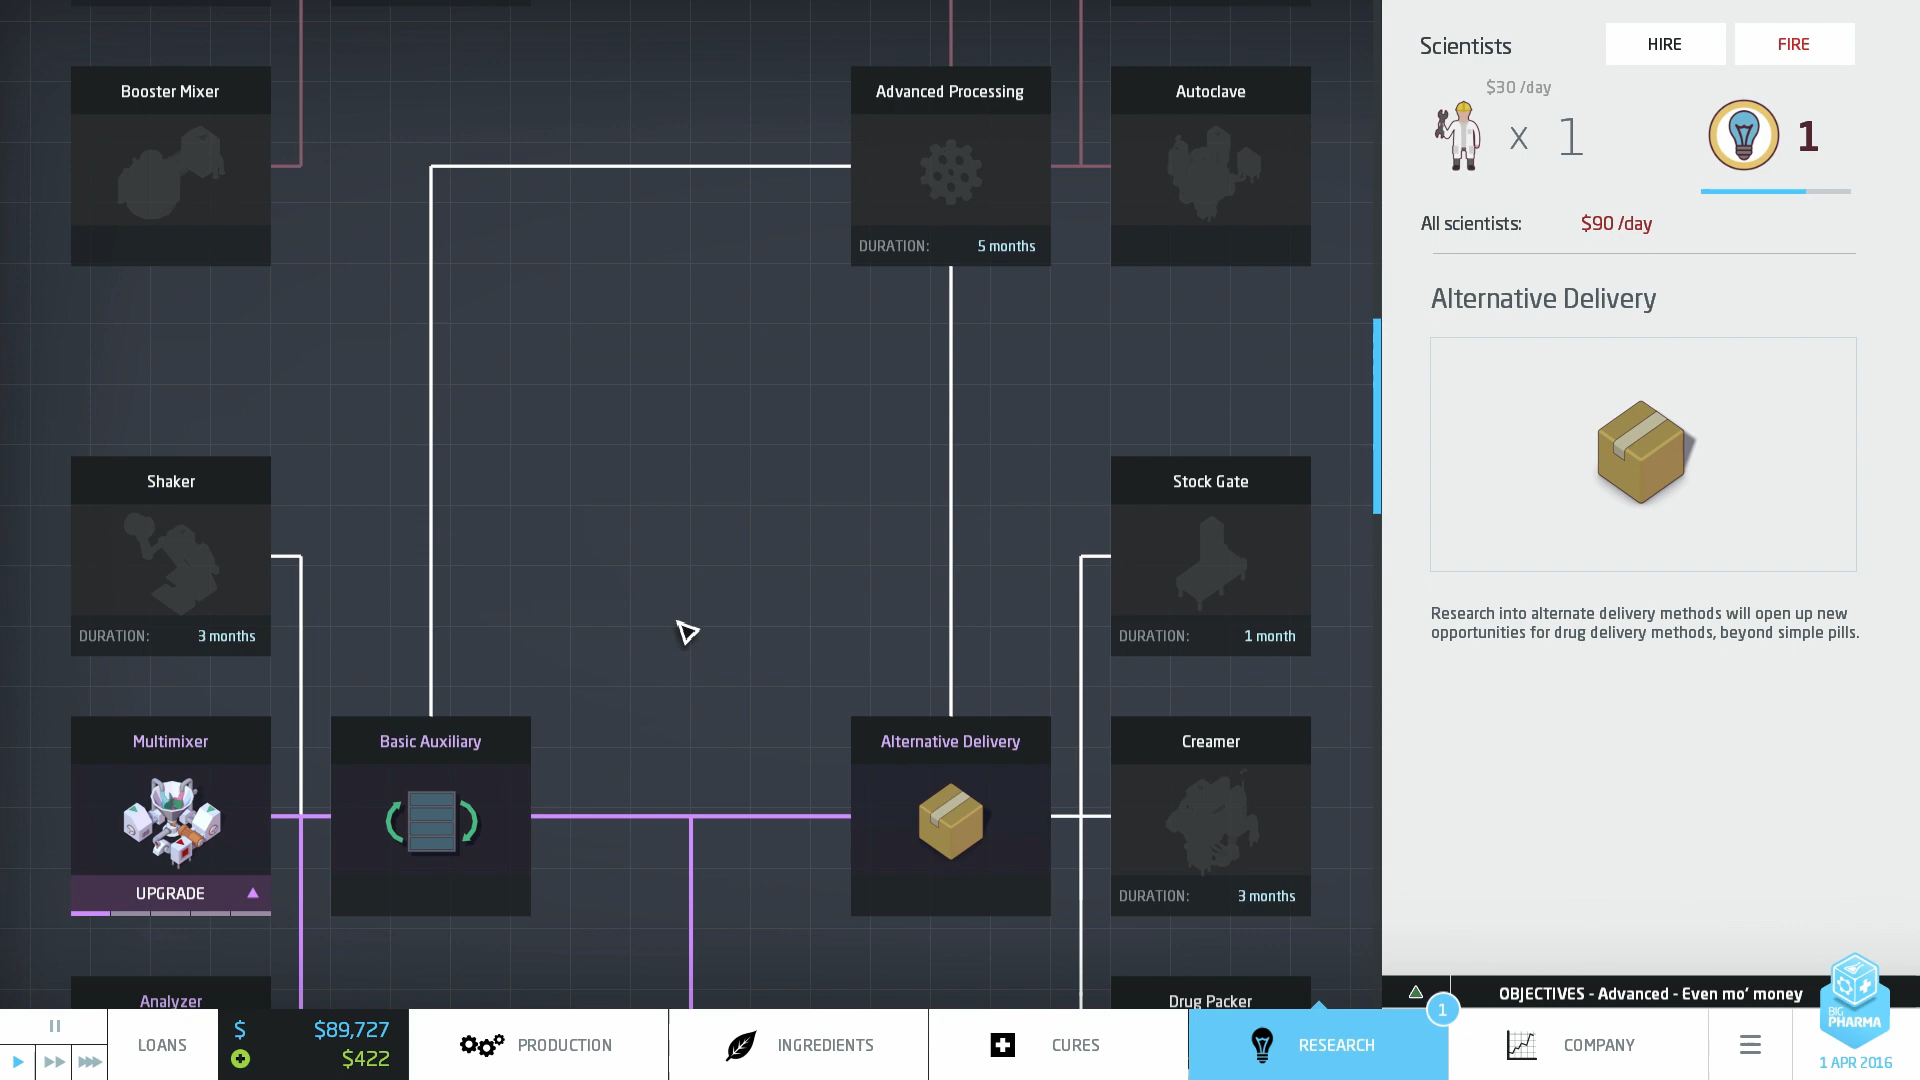 Booster Mixer
Advanced Processing
DURATION: 5 months
Autoclave
Shaker
DURATION: 3 months
Stock Gate
DURATION: 1 month
Multimixer
UPGRADE
Basic Auxiliary
Alternative Delivery
Creamer
DURATION: 3 months
Analyzer
Drug Packer
Scientists
HIRE
FIRE
$30 /day
X 1
1
All scientists: $90 /day
Alternative Delivery
Research into alternate delivery methods will open up new
opportunities for drug delivery methods, beyond simple pills.
OBJECTIVES - Advanced - Even mo' money
1
BIG
PHARMA
1 APR 2016
LOANS
$ $89,727
$422
PRODUCTION
INGREDIENTS
CURES
RESEARCH
COMPANY